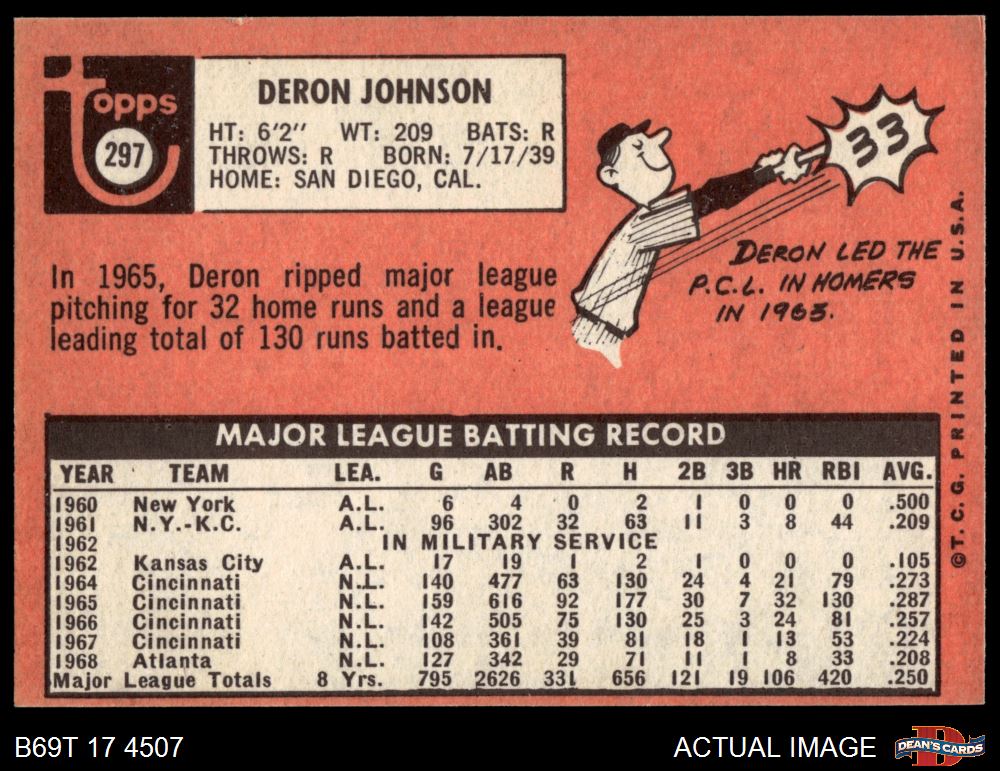 Topps
297
DERON JOHNSON
HT: 6'2" WT: 209 BATS: R
THROWS: R BORN: 7/17/39
HOME: SAN DIEGO, CAL.
In 1965, Deron ripped major league
pitching for 32 home runs and a league
leading total of 130 runs batted in.
33
DERON LED THE
P.C.L. IN HOMERS
IN 1963.
©T.C.G. PRINTED IN U.S.A.
MAJOR LEAGUE BATTING RECORD
YEAR TEAM LEA. G AB R H 2B 3B HR RBI AVG.
1960 New York A.L. 6 4 0 2 1 0 0 0 .500
1961 N.Y.-K.C. A.L. 96 302 32 63 11 3 8 44 .209
1962 IN MILITARY SERVICE
1962 Kansas City A.L. 17 19 1 2 1 0 0 0 .105
1964 Cincinnati N.L. 140 477 63 130 24 4 21 79 .273
1965 Cincinnati N.L. 159 616 92 177 30 7 32 130 .287
1966 Cincinnati N.L. 142 505 75 130 25 3 24 81 .257
1967 Cincinnati N.L. 108 361 39 81 18 1 13 53 .224
1968 Atlanta N.L. 127 342 29 71 11 1 8 33 .208
Major League Totals 8 Yrs. 795 2626 331 656 121 19 106 420 .250
B69T 17 4507
ACTUAL IMAGE
D
DEAN'S CARDS